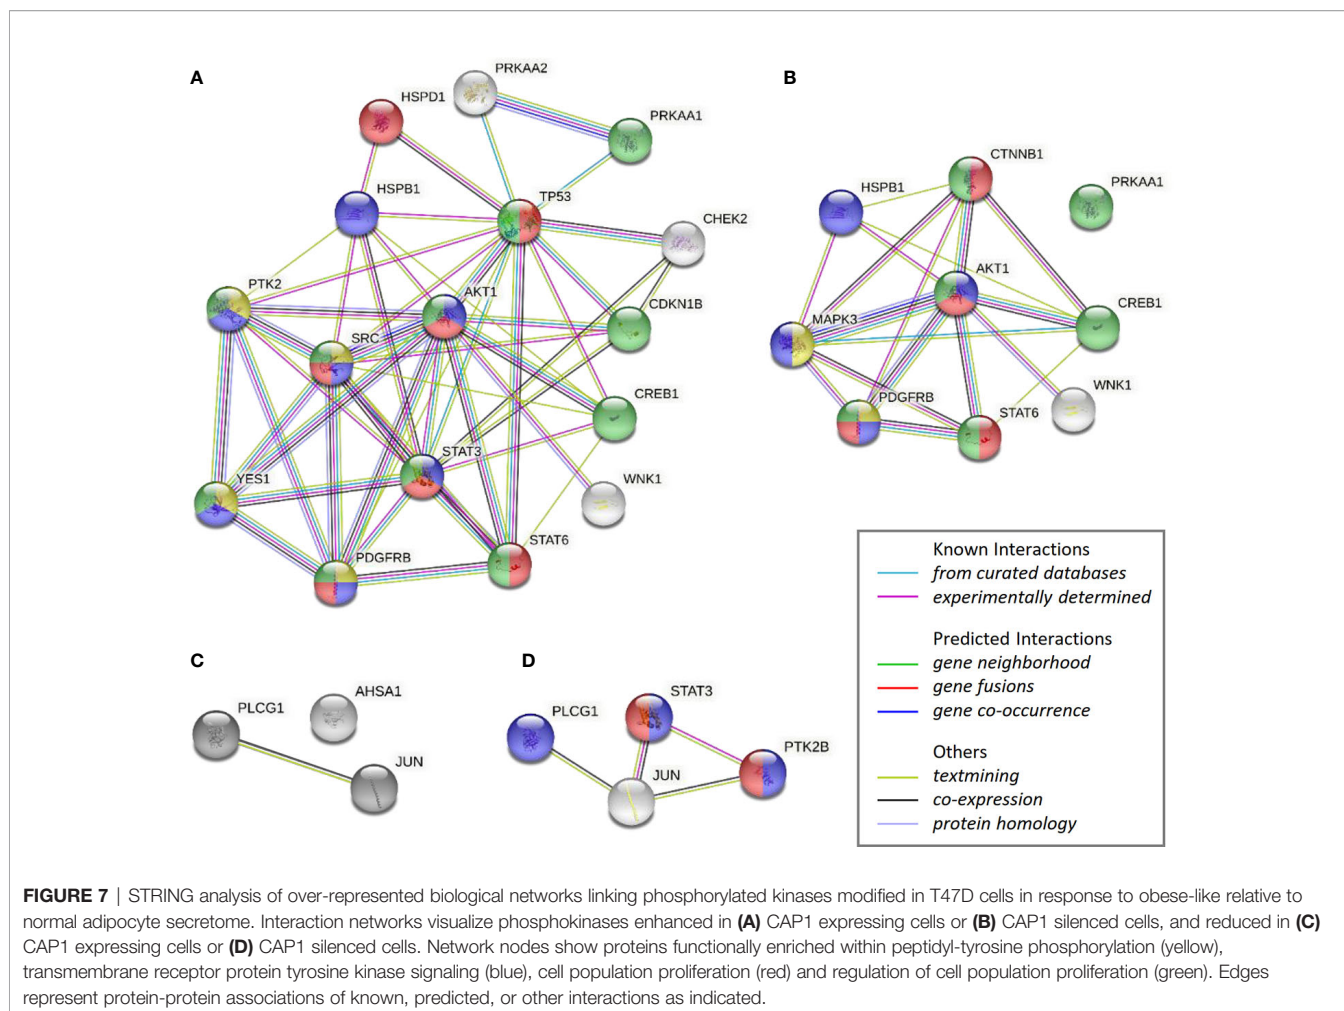 A
PRKAA2
HSPD1
PRKAA1
HSPB1
TP53
CHEK2
PTK2
AKT1
CDKN1B
SRC
CREB1
STAT3
YES1
WNK1
STAT6
PDGFRB
B
CTNNB1
HSPB1
PRKAA1
AKT1
CREB1
MAPK3
WNK1
PDGFRB
STAT6
C
AHSA1
PLCG1
JUN
D
STAT3
PLCG1
PTK2B
JUN
Known Interactions
from curated databases
experimentally determined
Predicted Interactions
gene neighborhood
gene fusions
gene co-occurrence
Others
textmining
co-expression
protein homology
FIGURE 7 | STRING analysis of over-represented biological networks linking phosphorylated kinases modified in T47D cells in response to obese-like relative to
normal adipocyte secretome. Interaction networks visualize phosphokinases enhanced in (A) CAP1 expressing cells or (B) CAP1 silenced cells, and reduced in (C)
CAP1 expressing cells or (D) CAP1 silenced cells. Network nodes show proteins functionally enriched within peptidyl-tyrosine phosphorylation (yellow),
transmembrane receptor protein tyrosine kinase signaling (blue), cell population proliferation (red) and regulation of cell population proliferation (green). Edges
represent protein-protein associations of known, predicted, or other interactions as indicated.